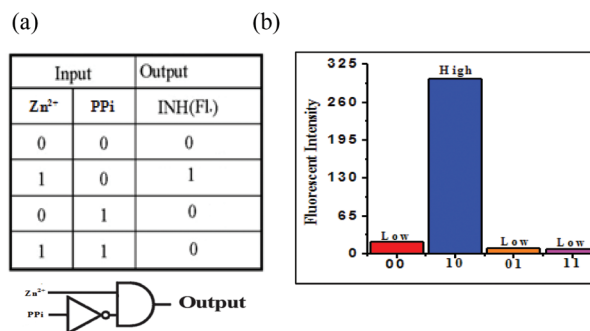 (a)
Input Output
Zn²⁺ PPi INH(Fl.)
0 0 0
1 0 1
0 1 0
1 1 0
Zn²⁺
PPi
Output
(b)
Fluorescent Intensity
325
260
195
130
65
0
Low
High
Low
Low
00 10 01 11